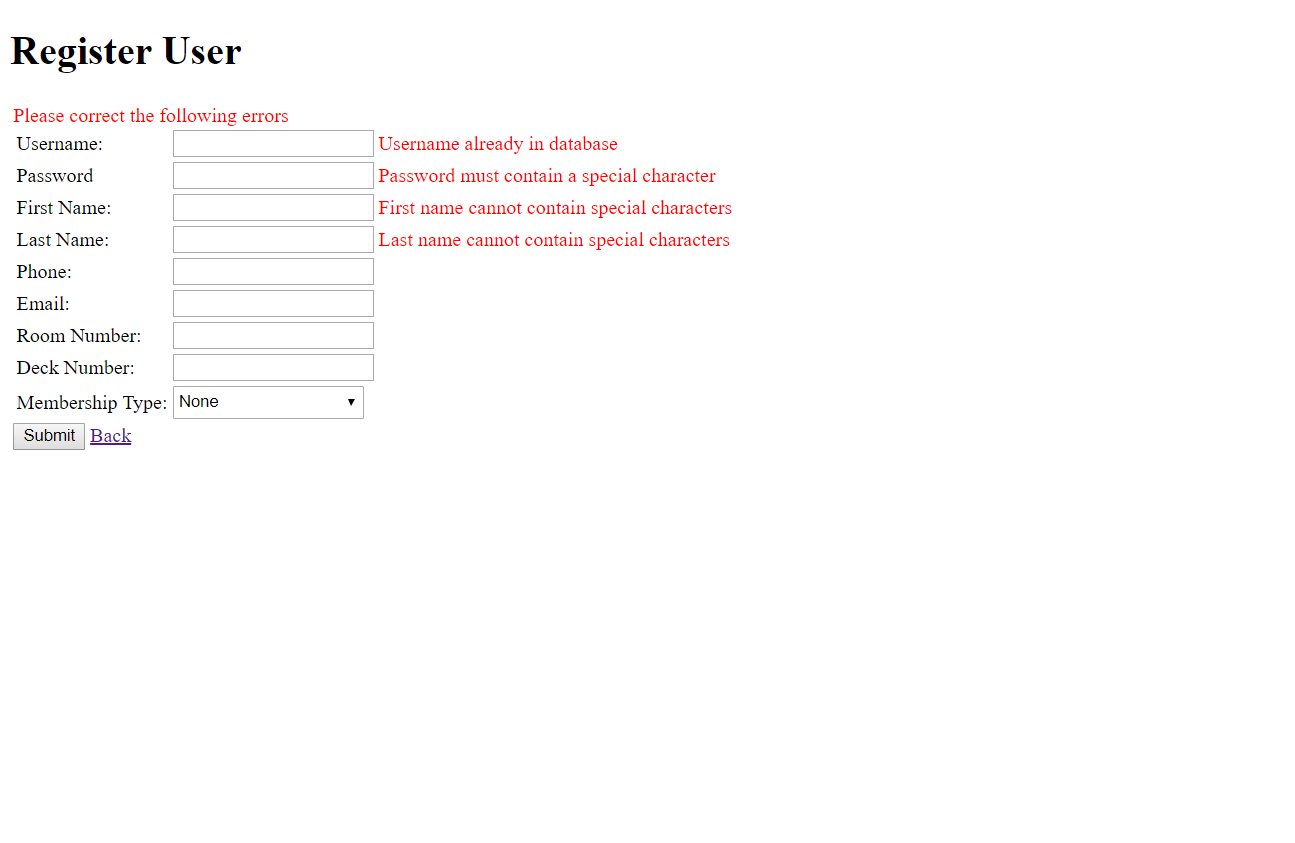 Register User
Please correct the following errors
Username: Username already in database
Password Password must contain a special character
First Name: First name cannot contain special characters
Last Name: Last name cannot contain special characters
Phone:
Email:
Room Number:
Deck Number:
Membership Type: None
Submit Back